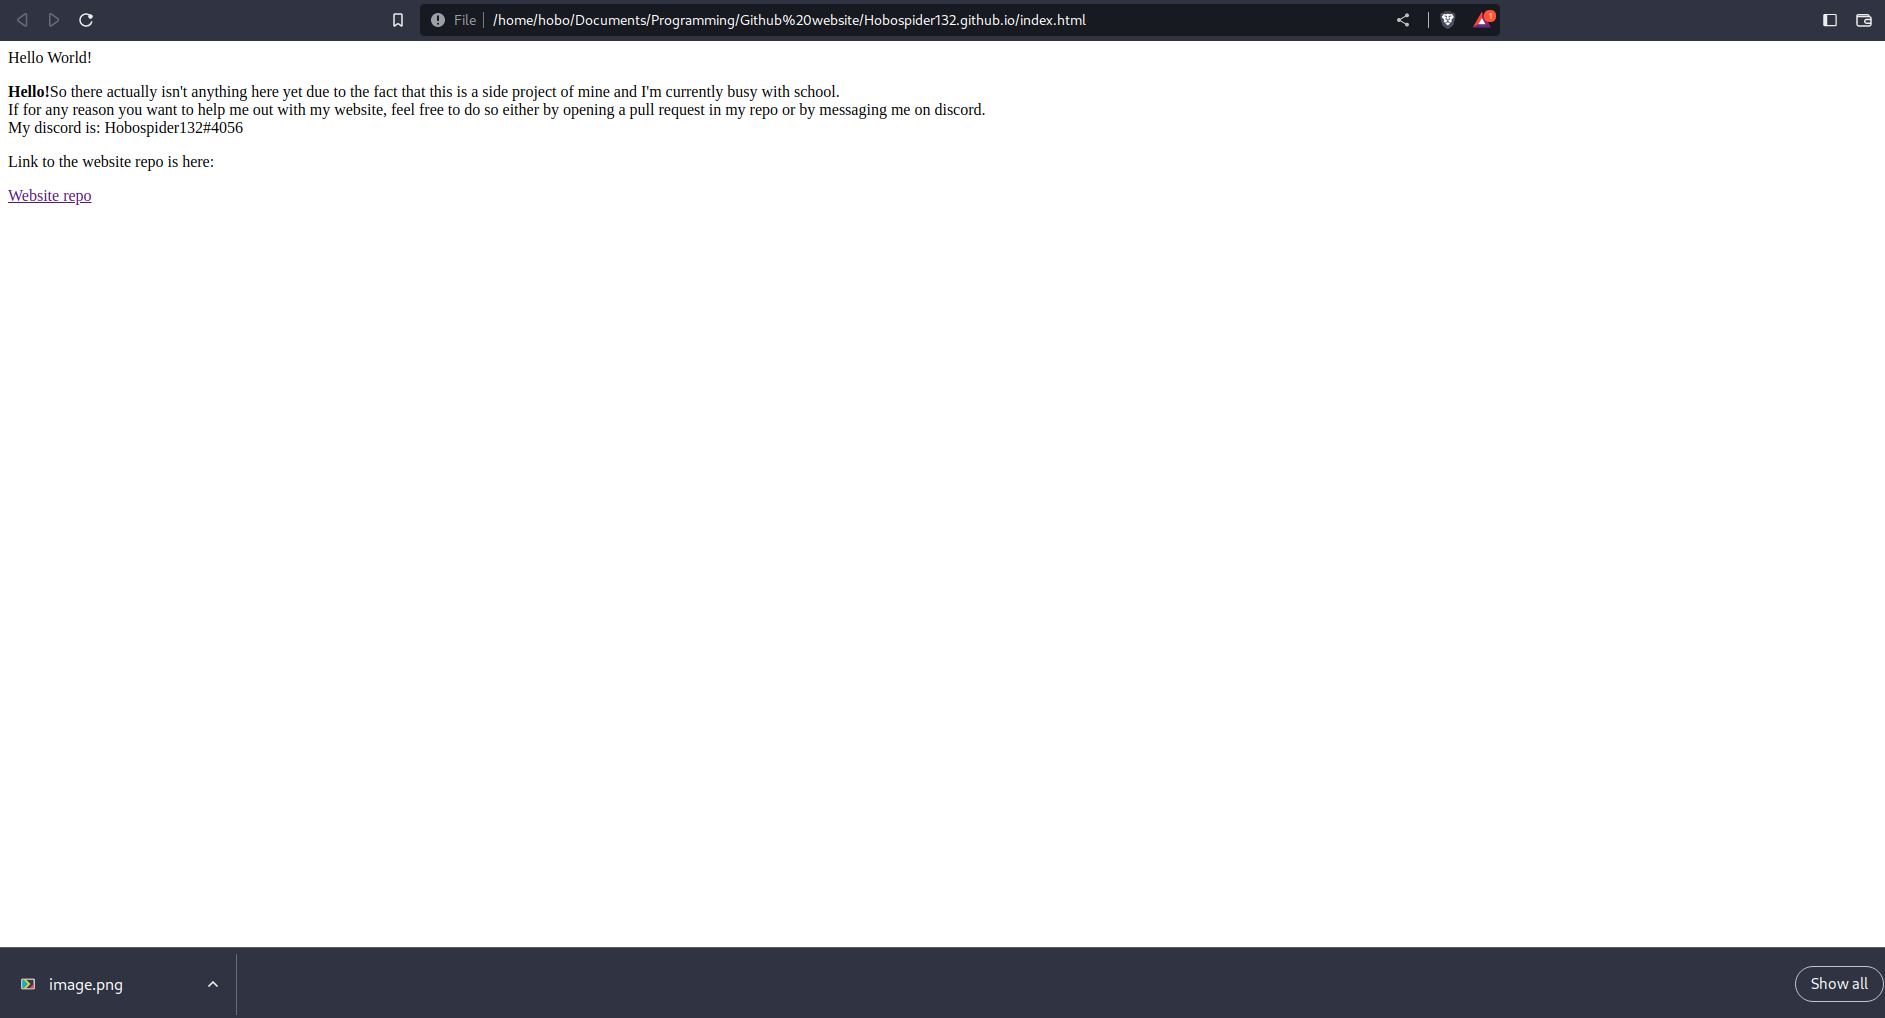 File
/home/hobo/Documents/Programming/Github%20website/Hobospider132.github.io/index.html
1
Hello World!
Hello!So there actually isn't anything here yet due to the fact that this is a side project of mine and I'm currently busy with school.
If for any reason you want to help me out with my website, feel free to do so either by opening a pull request in my repo or by messaging me on discord.
My discord is: Hobospider132#4056
Link to the website repo is here:
Website repo
image.png
Show all